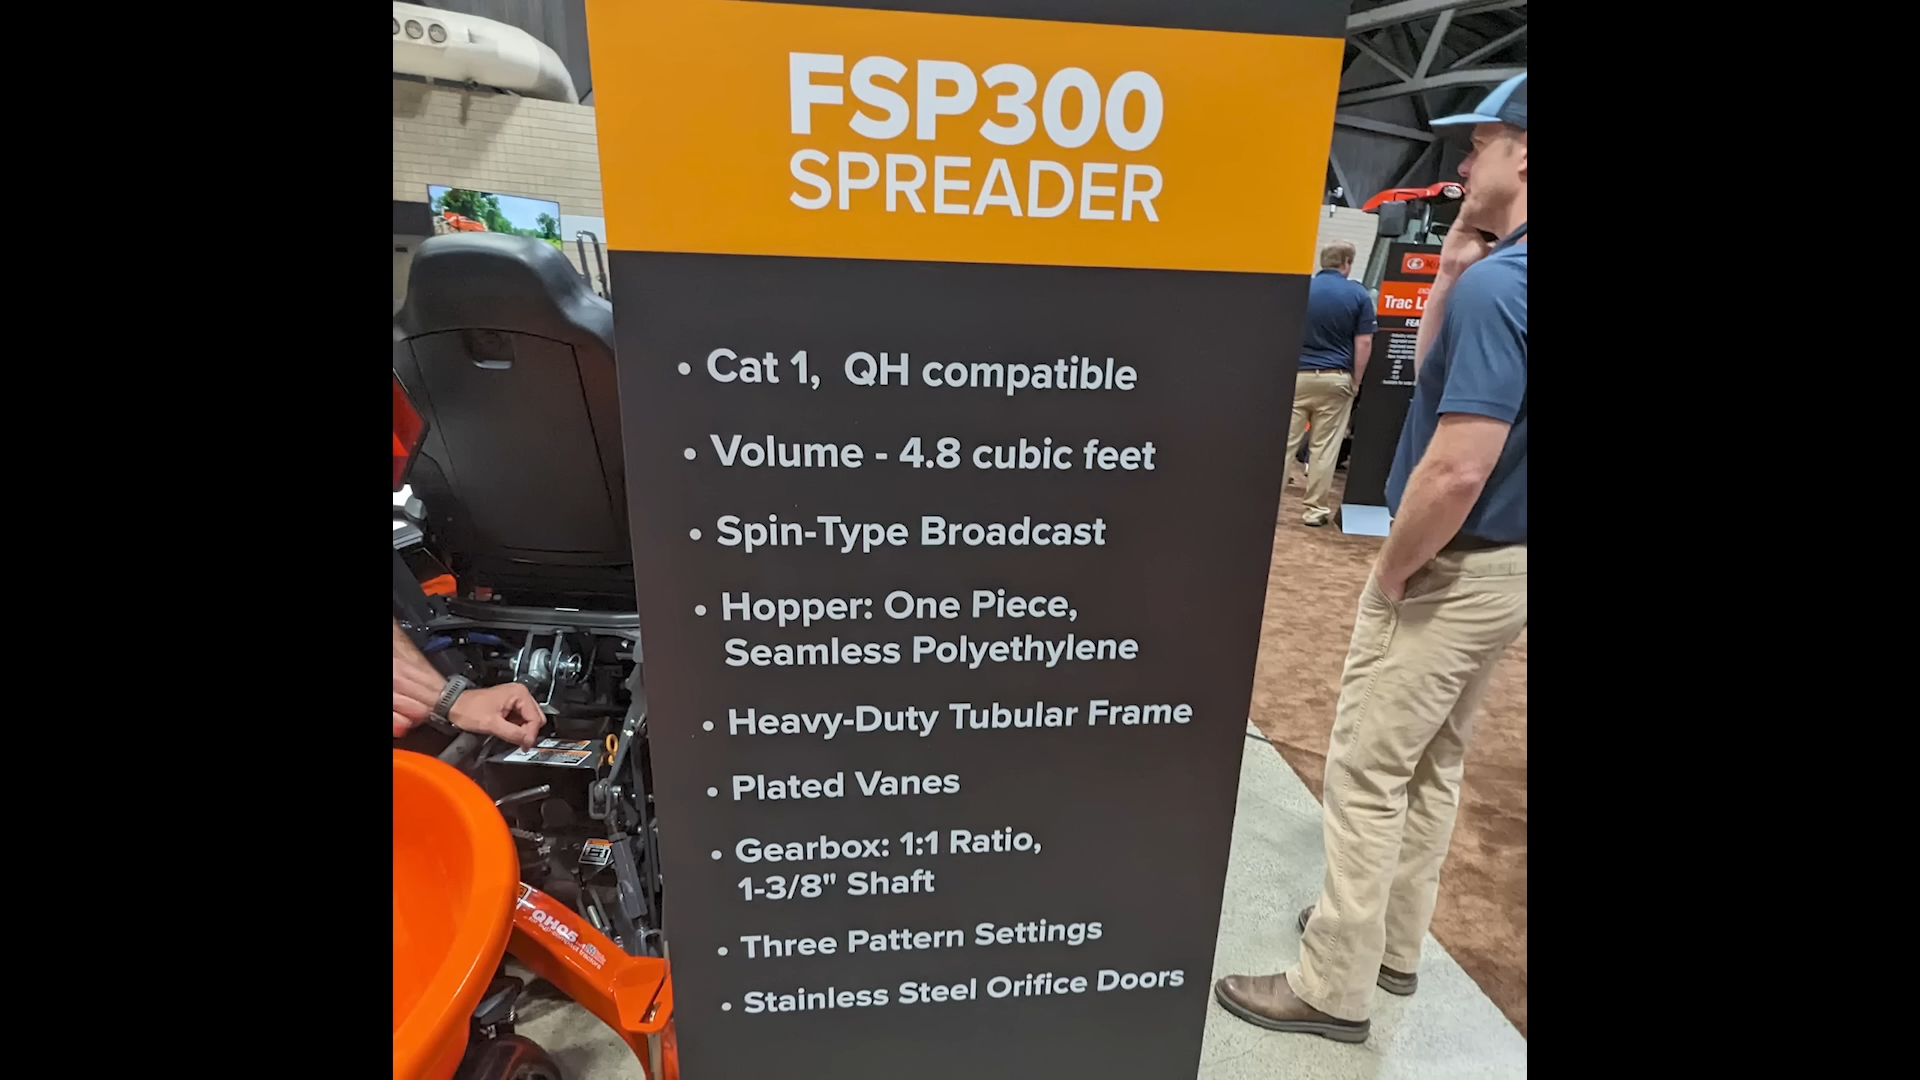 FSP300
SPREADER
• Cat 1, QH compatible
• Volume - 4.8 cubic feet
• Spin-Type Broadcast
• Hopper: One Piece,
Seamless Polyethylene
• Heavy-Duty Tubular Frame
• Plated Vanes
• Gearbox: 1:1 Ratio,
1-3/8" Shaft
• Three Pattern Settings
• Stainless Steel Orifice Doors
QH05
Trac